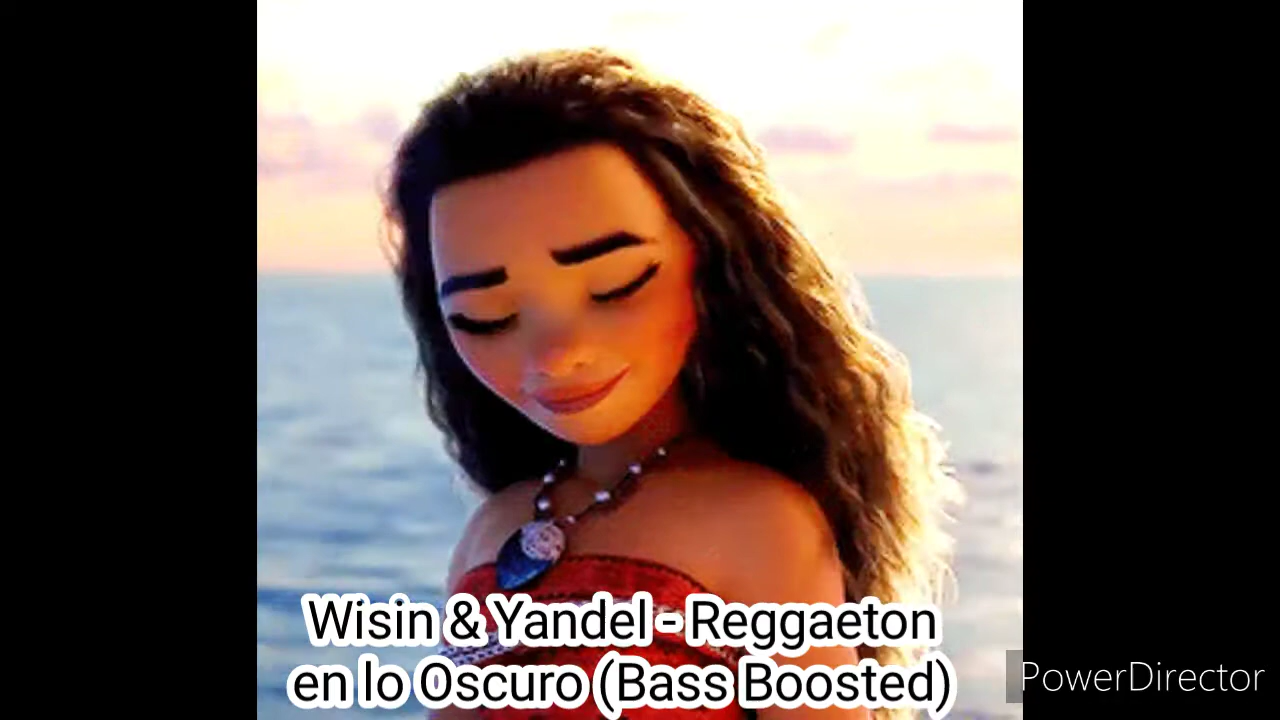 Wisin & Yandel - Reggaeton
en lo Oscuro (Bass Boosted)
PowerDirector